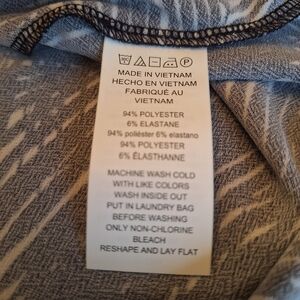 MADE IN VIETNAM
HECHO EN VIETNAM
FABRIQUÉ AU
VIETNAM
94% POLYESTER
6% ELASTANE
94% poliéster 6% elastano
94% POLYESTER
6% ÉLASTHANNE
MACHINE WASH COLD
WITH LIKE COLORS
WASH INSIDE OUT
PUT IN LAUNDRY BAG
BEFORE WASHING
ONLY NON-CHLORINE
BLEACH
RESHAPE AND LAY FLAT